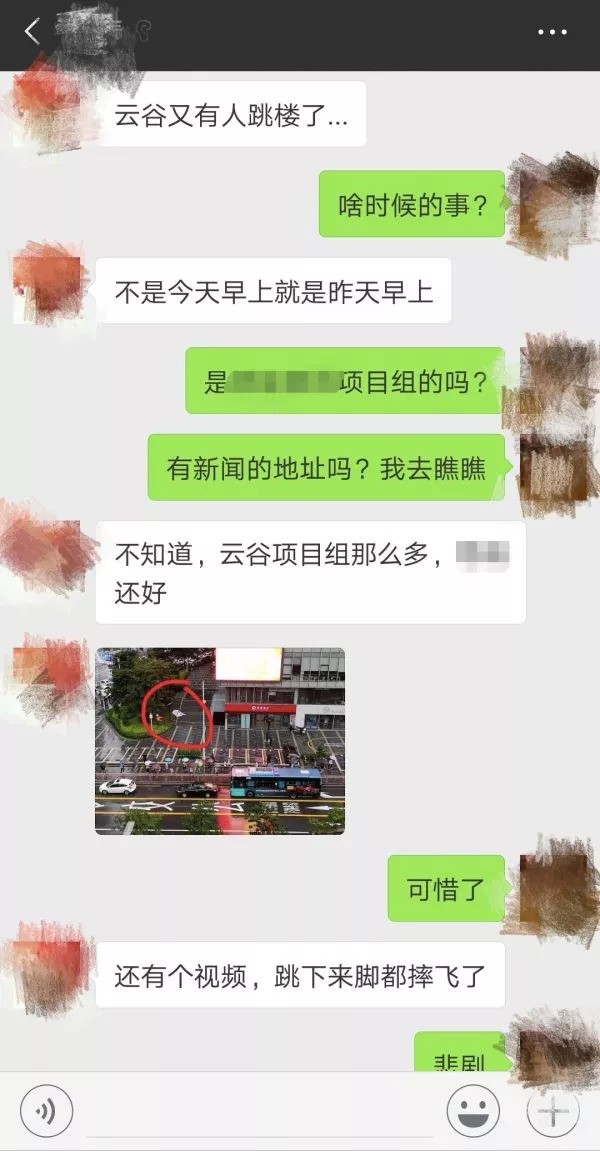 云谷又有人跳楼了...
啥时候的事？
不是今天早上就是昨天早上
是项目组的吗？
有新闻的地址吗？我去瞧瞧
不知道，云谷项目组那么多，
还好
可惜了
还有个视频，跳下来脚都摔飞了
悲剧